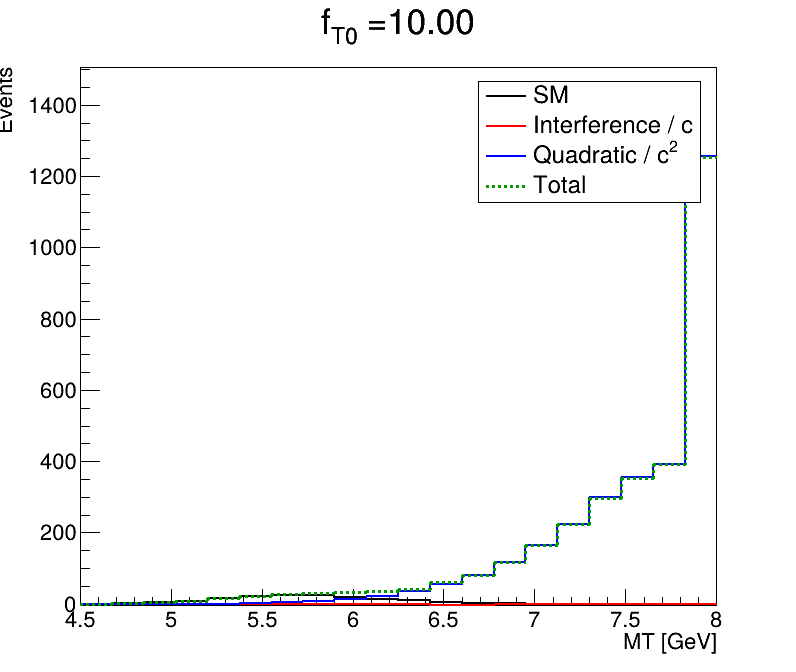 f_T0 =10.00
Events
1400
1200
1000
800
600
400
200
0
SM
Interference / c
Quadratic / c²
Total
4.5 5 5.5 6 6.5 7 7.5 8
MT [GeV]